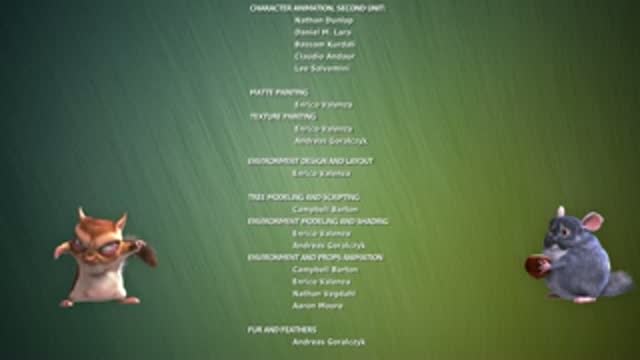 CHARACTER ANIMATION, SECOND UNIT:
Nathan Dunlap
Daniel M. Lara
Bassam Kurdali
Claudio Andaur
Lee Salvemini
MATTE PAINTING
Enrico Valenza
TEXTURE PAINTING
Enrico Valenza
Andreas Goralczyk
ENVIRONMENT DESIGN AND LAYOUT
Enrico Valenza
TREE MODELING AND SCRIPTING
Campbell Barton
ENVIRONMENT MODELING AND SHADING
Enrico Valenza
Andreas Goralczyk
ENVIRONMENT AND PROPS ANIMATION
Campbell Barton
Enrico Valenza
Nathan Vegdahl
Aaron Moore
FUR AND FEATHERS
Andreas Goralczyk